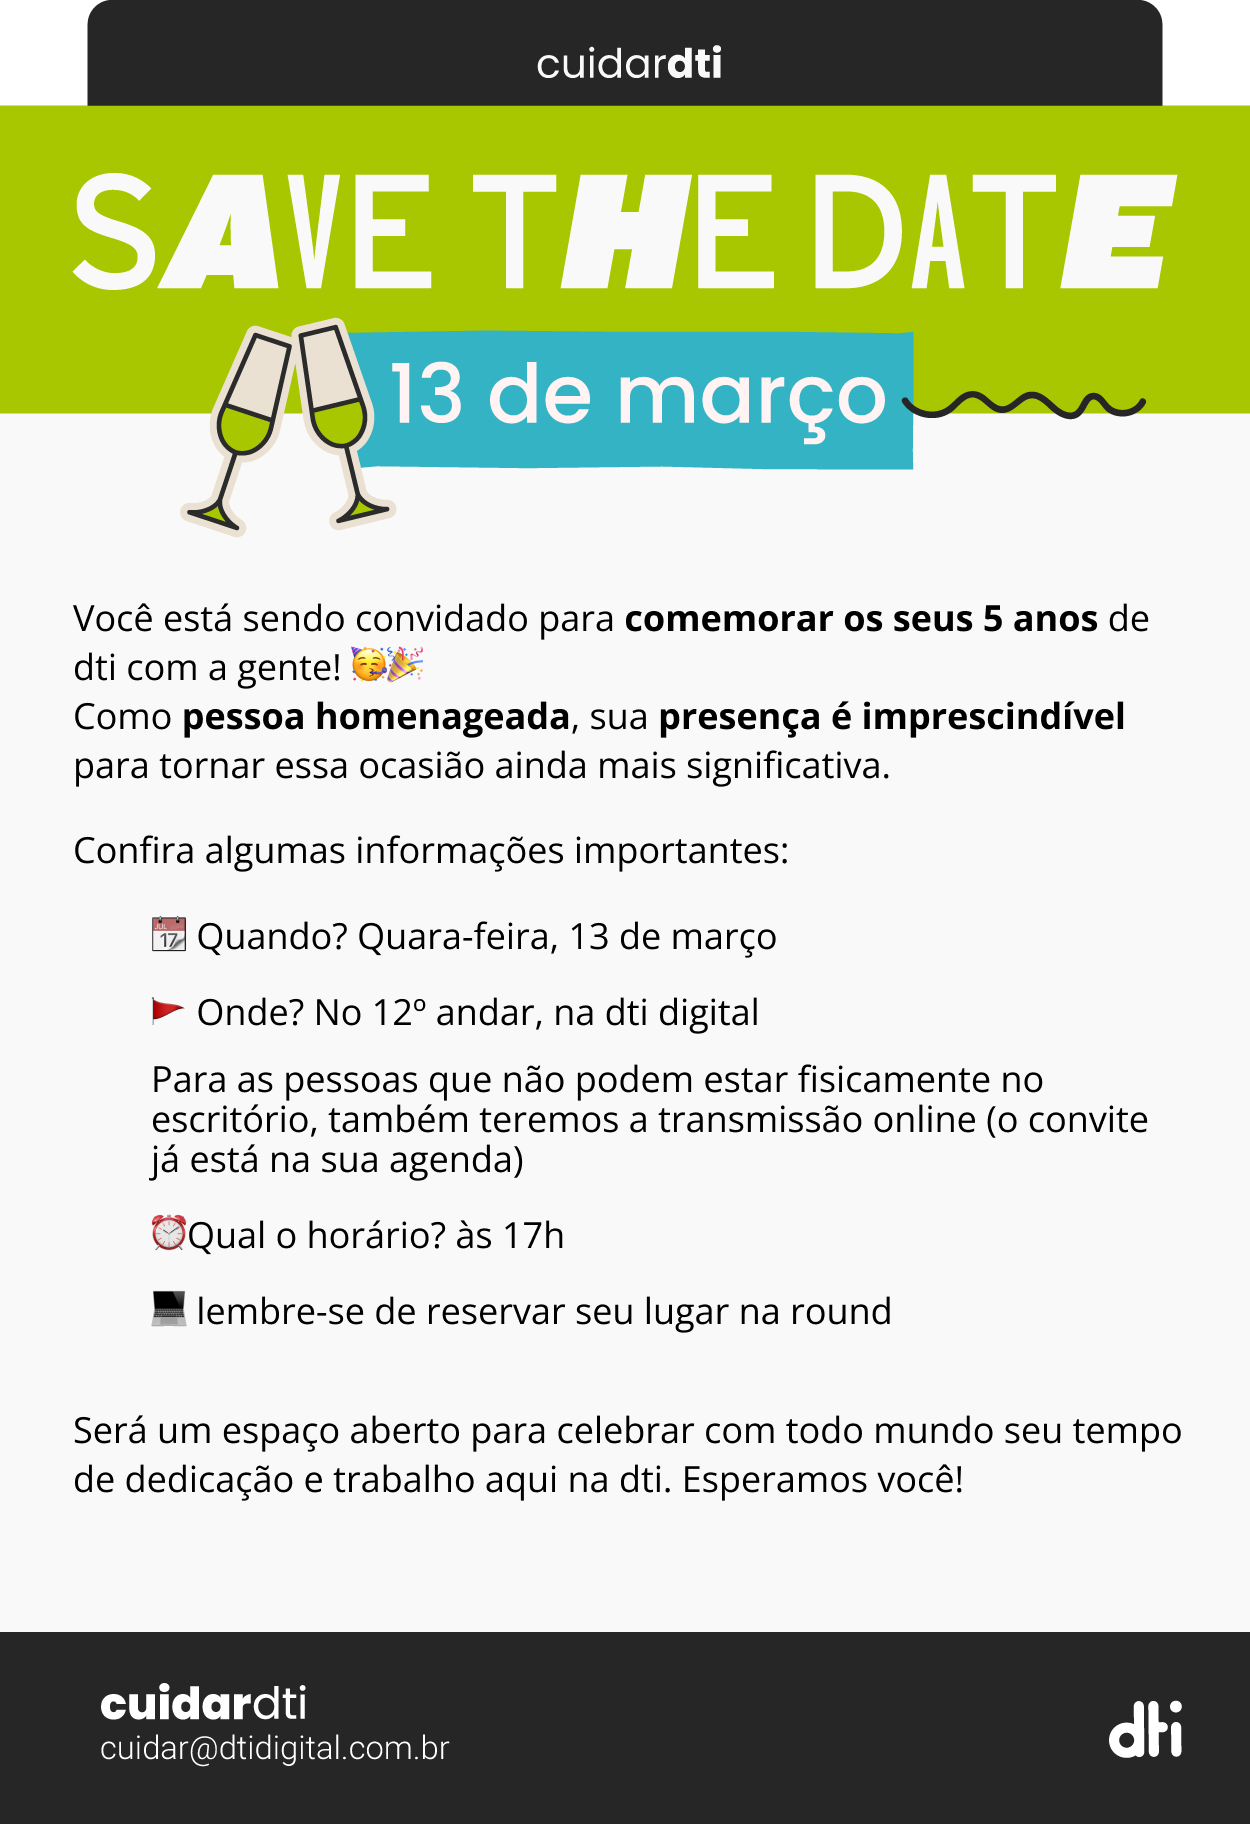 cuidardti
SAVE THE DATE
13 de março
Você está sendo convidado para comemorar os seus 5 anos de
dti com a gente! 🥳🎉
Como pessoa homenageada, sua presença é imprescindível
para tornar essa ocasião ainda mais significativa.
Confira algumas informações importantes:
📆 Quando? Quara-feira, 13 de março
🚩 Onde? No 12º andar, na dti digital
Para as pessoas que não podem estar fisicamente no
escritório, também teremos a transmissão online (o convite
já está na sua agenda)
⏰Qual o horário? às 17h
💻 lembre-se de reservar seu lugar na round
Será um espaço aberto para celebrar com todo mundo seu tempo
de dedicação e trabalho aqui na dti. Esperamos você!
cuidardti
cuidar@dtidigital.com.br
dti